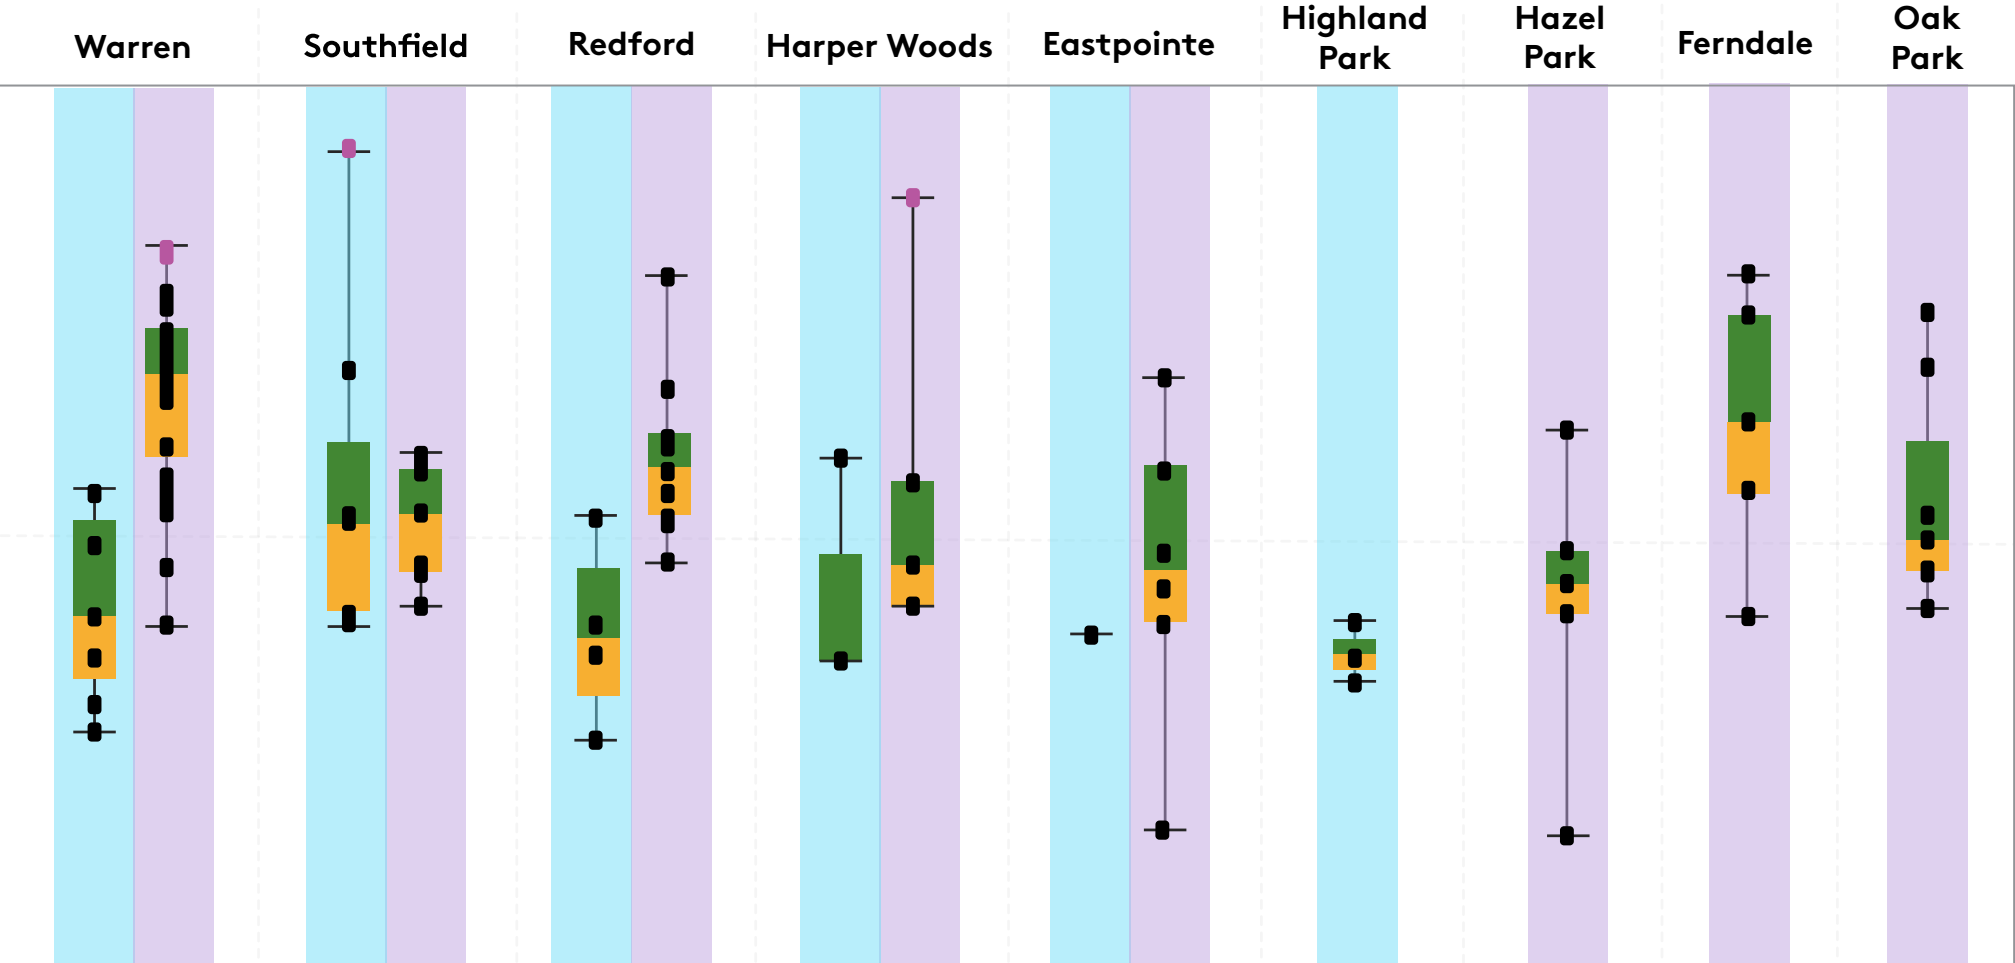 Warren
Southfield
Redford
Harper Woods
Eastpointe
Highland
Park
Hazel
Park
Ferndale
Oak
Park